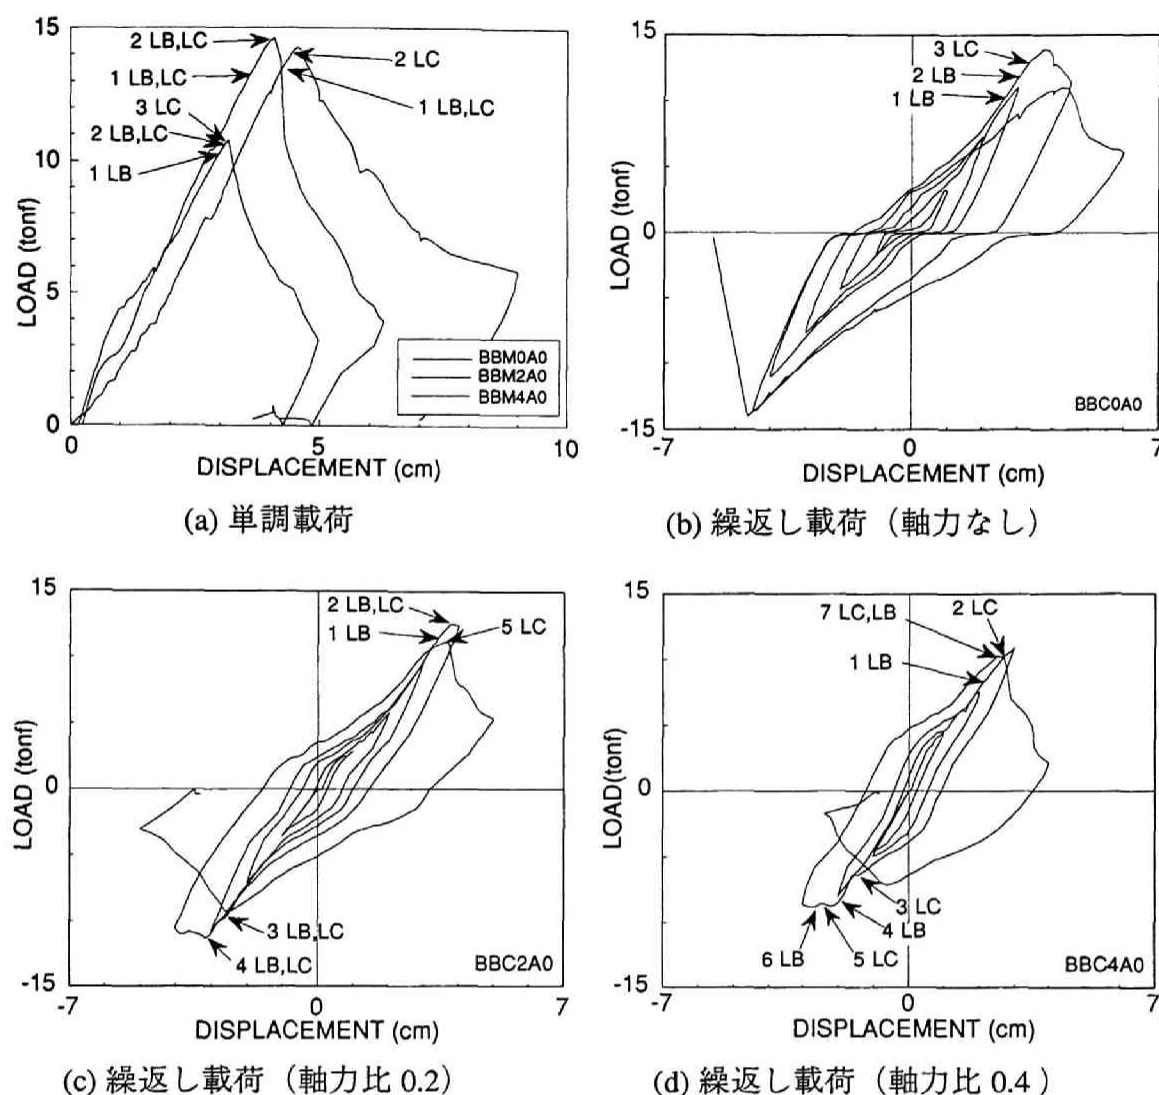 15
2 LB,LC
1 LB,LC
3 LC
2 LB,LC
1 LB
2 LC
1 LB,LC
10
5
0
LOAD (tonf)
BBM0A0
BBM2A0
BBM4A0
0
5
10
DISPLACEMENT (cm)
(a) 単調載荷
15
3 LC
2 LB
1 LB
0
LOAD (tonf)
BBC0A0
-15
-7
0
7
DISPLACEMENT (cm)
(b) 繰返し載荷(軸力なし)
15
2 LB,LC
1 LB
5 LC
0
LOAD (tonf)
3 LB,LC
4 LB,LC
BBC2A0
-15
-7
0
7
DISPLACEMENT (cm)
(c) 繰返し載荷(軸力比 0.2)
15
7 LC,LB
2 LC
1 LB
0
LOAD(tonf)
3 LC
4 LB
6 LB
5 LC
BBC4A0
-15
-7
0
7
DISPLACEMENT (cm)
(d) 繰返し載荷(軸力比 0.4 )